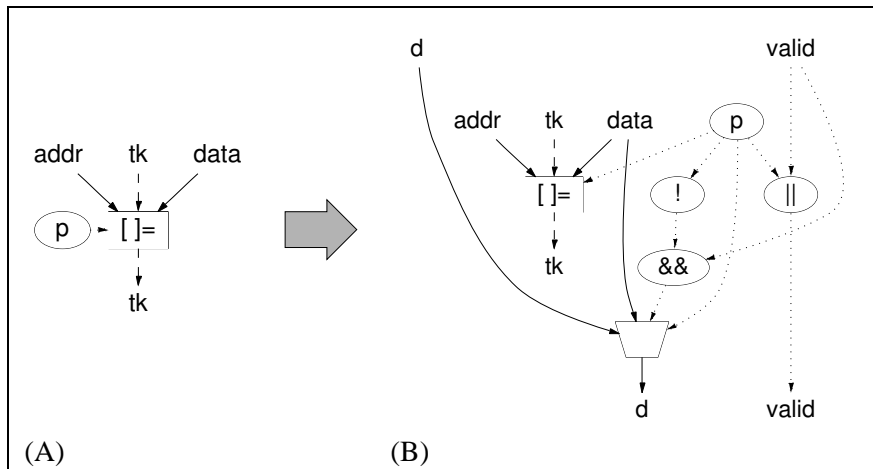 d valid
addr tk data p
addr tk data
p [ ]= [ ]= ! ||
tk &&
tk
d valid
(A) (B)